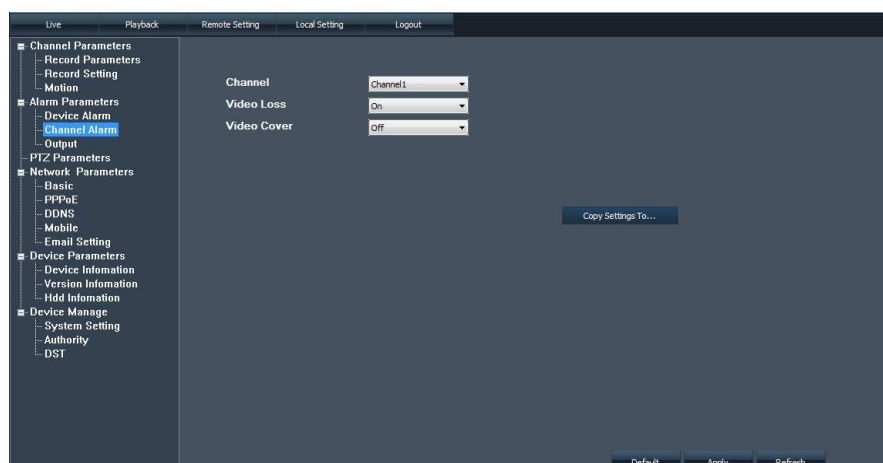 Live Playback Remote Setting Local Setting Logout
Channel Parameters
Record Parameters
Record Setting
Motion
Alarm Parameters
Device Alarm
Channel Alarm
Output
PTZ Parameters
Network Parameters
Basic
PPPoE
DDNS
Mobile
Email Setting
Device Parameters
Device Infomation
Version Infomation
Hdd Infomation
Device Manage
System Setting
Authority
DST
Channel Channel1
Video Loss On
Video Cover Off
Copy Settings To...
Default Apply Refresh